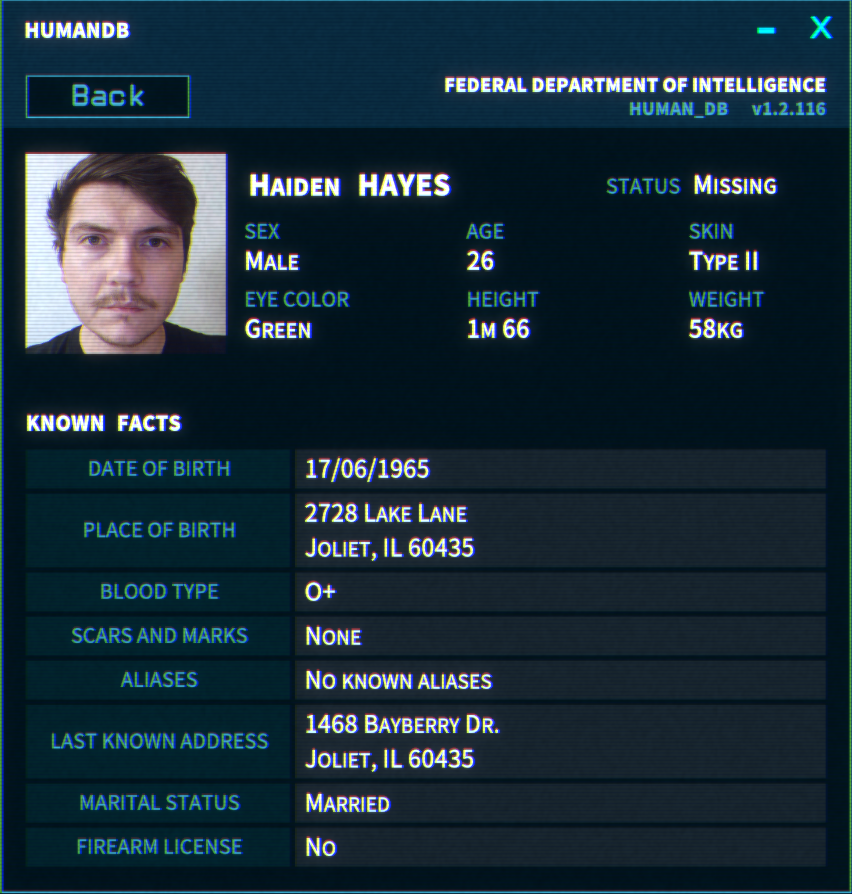 HUMANDB
– X
Back
FEDERAL DEPARTMENT OF INTELLIGENCE
HUMAN_DB v1.2.116
Haiden HAYES
STATUS Missing
SEX AGE SKIN
Male 26 Type II
EYE COLOR HEIGHT WEIGHT
Green 1m 66 58kg
KNOWN FACTS
DATE OF BIRTH 17/06/1965
PLACE OF BIRTH 2728 Lake Lane
Joliet, IL 60435
BLOOD TYPE O+
SCARS AND MARKS None
ALIASES No known aliases
LAST KNOWN ADDRESS 1468 Bayberry Dr.
Joliet, IL 60435
MARITAL STATUS Married
FIREARM LICENSE No